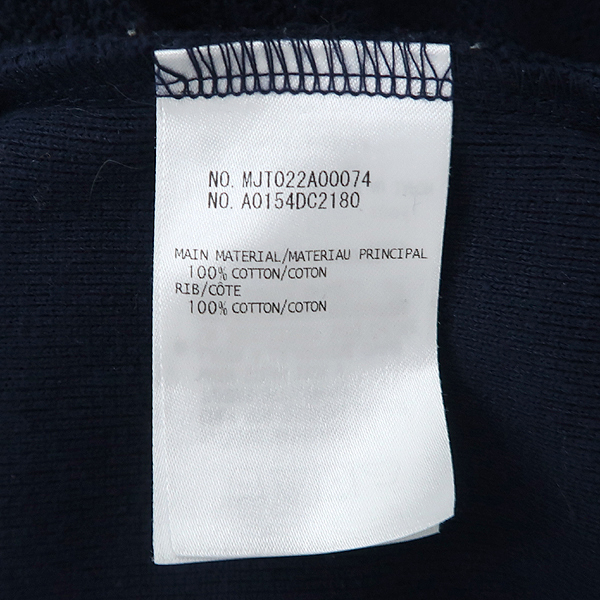 NO. MJT022A00074
NO. A0154DC2180
MAIN MATERIAL/MATERIAU PRINCIPAL
100% COTTON/COTON
RIB/CÔTE
100% COTTON/COTON